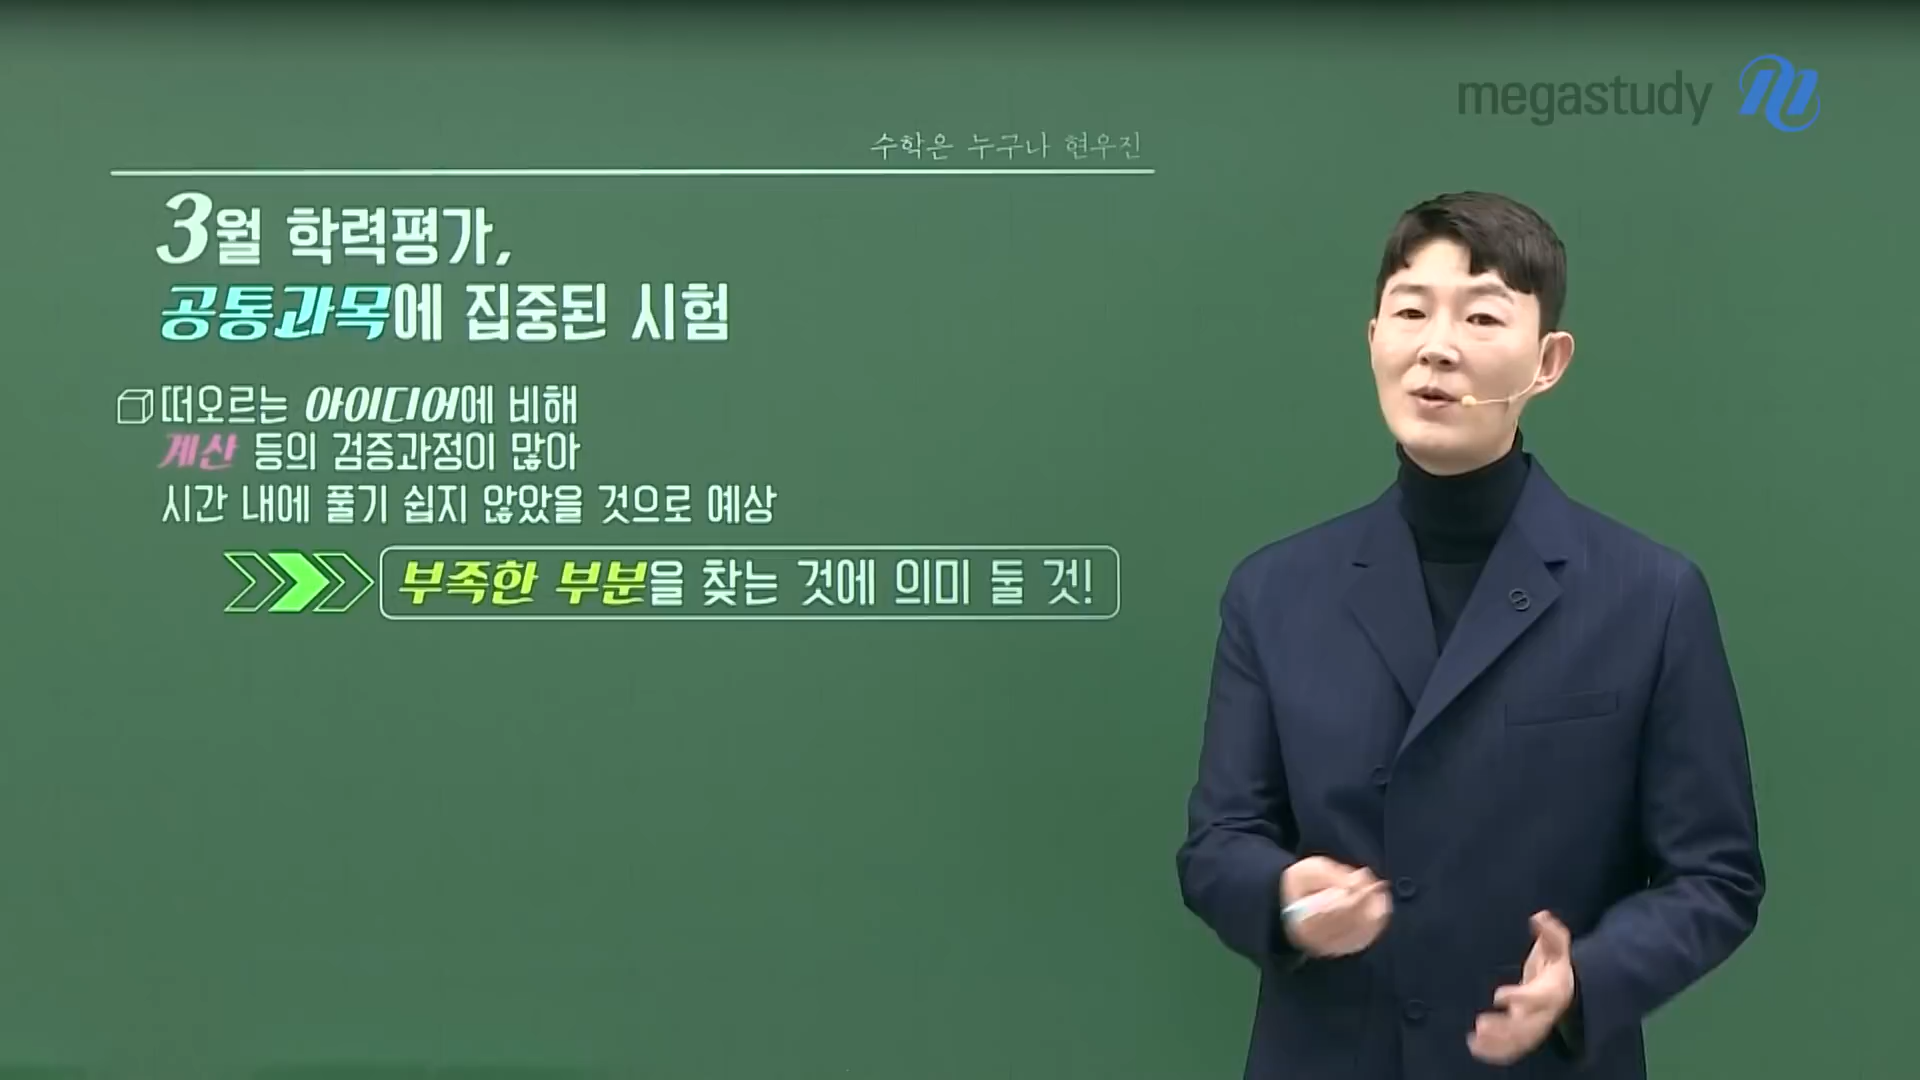 megastudy
수학은 누구나 현우진
3월 학력평가,
공통과목에 집중된 시험
떠오르는 아이디어에 비해
계산 등의 검증과정이 많아
시간 내에 풀기 쉽지 않았을 것으로 예상
부족한 부분을 찾는 것에 의미 둘 것!